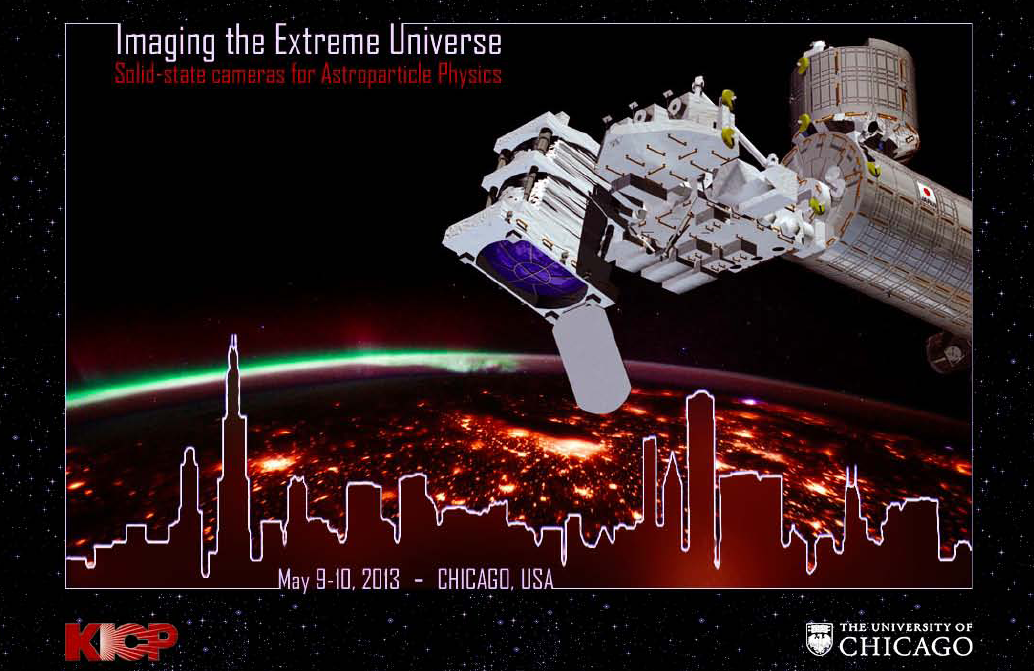 Imaging the Extreme Universe
Solid-state cameras for Astroparticle Physics
May 9-10, 2013 - CHICAGO, USA
KICP
THE UNIVERSITY OF
CHICAGO